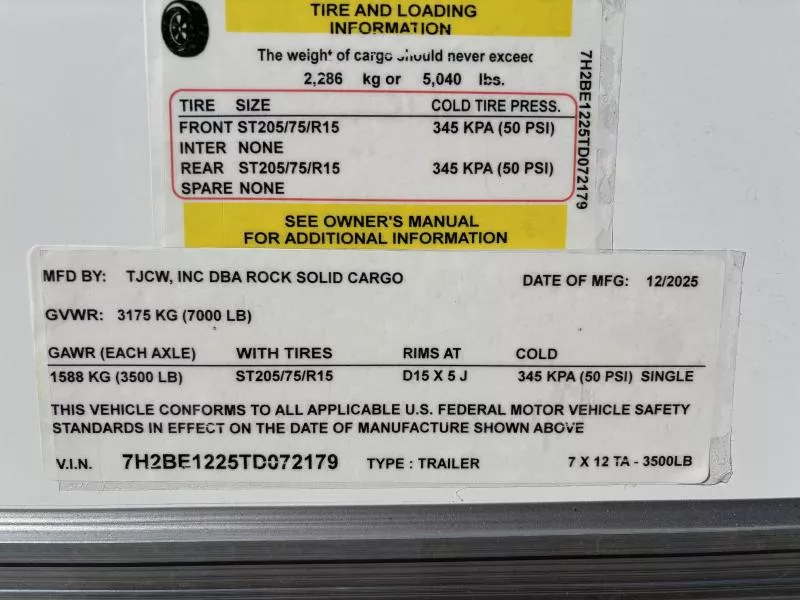 TIRE AND LOADING
INFORMATION
The weight of cargo should never exceed
2,286 kg or 5,040 lbs.
TIRE SIZE COLD TIRE PRESS.
FRONT ST205/75/R15 345 KPA (50 PSI)
INTER NONE
REAR ST205/75/R15 345 KPA (50 PSI)
SPARE NONE
7H2BE1225TD072179
SEE OWNER'S MANUAL
FOR ADDITIONAL INFORMATION
MFD BY: TJCW, INC DBA ROCK SOLID CARGO DATE OF MFG: 12/2025
GVWR: 3175 KG (7000 LB)
GAWR (EACH AXLE) WITH TIRES RIMS AT COLD
1588 KG (3500 LB) ST205/75/R15 D15 X 5 J 345 KPA (50 PSI) SINGLE
THIS VEHICLE CONFORMS TO ALL APPLICABLE U.S. FEDERAL MOTOR VEHICLE SAFETY
STANDARDS IN EFFECT ON THE DATE OF MANUFACTURE SHOWN ABOVE
V.I.N. 7H2BE1225TD072179 TYPE : TRAILER 7 X 12 TA - 3500LB